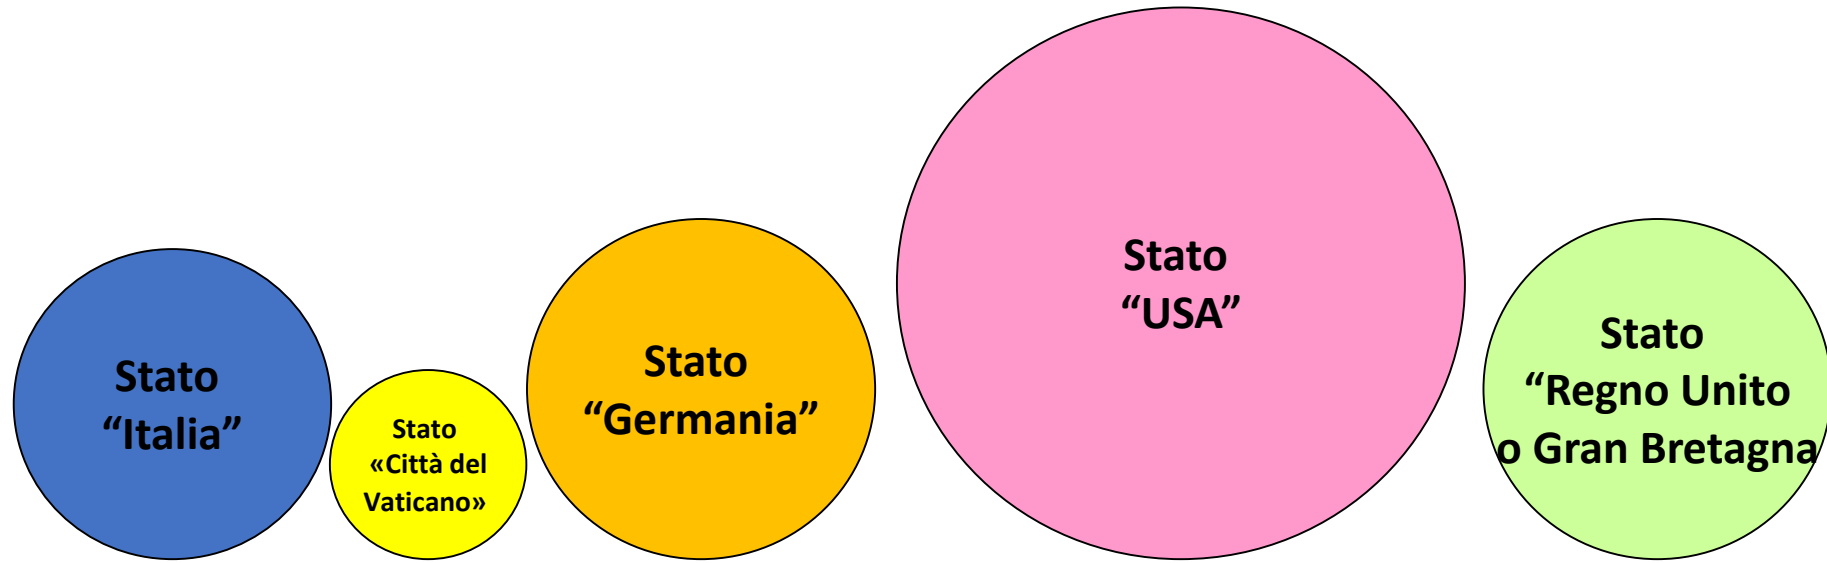 Stato
“Italia”
Stato
«Città del
Vaticano»
Stato
“Germania”
Stato
“USA”
Stato
“Regno Unito
o Gran Bretagna